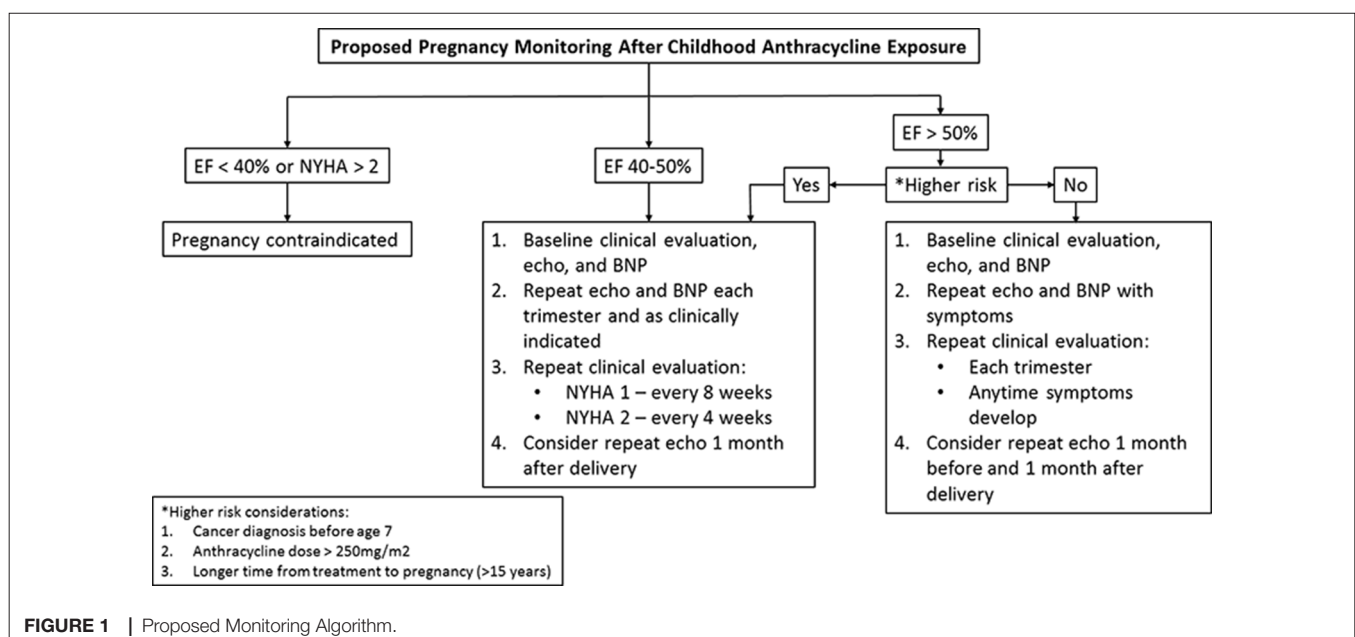 Proposed Pregnancy Monitoring After Childhood Anthracycline Exposure
EF < 40% or NYHA > 2
Pregnancy contraindicated
EF 40-50%
EF > 50%
Yes
*Higher risk
No
1. Baseline clinical evaluation,
echo, and BNP
2. Repeat echo and BNP each
trimester and as clinically
indicated
3. Repeat clinical evaluation:
• NYHA 1 – every 8 weeks
• NYHA 2 – every 4 weeks
4. Consider repeat echo 1 month
after delivery
1. Baseline clinical evaluation,
echo, and BNP
2. Repeat echo and BNP with
symptoms
3. Repeat clinical evaluation:
• Each trimester
• Anytime symptoms
develop
4. Consider repeat echo 1 month
before and 1 month after
delivery
*Higher risk considerations:
1. Cancer diagnosis before age 7
2. Anthracycline dose > 250mg/m2
3. Longer time from treatment to pregnancy (>15 years)
FIGURE 1 | Proposed Monitoring Algorithm.